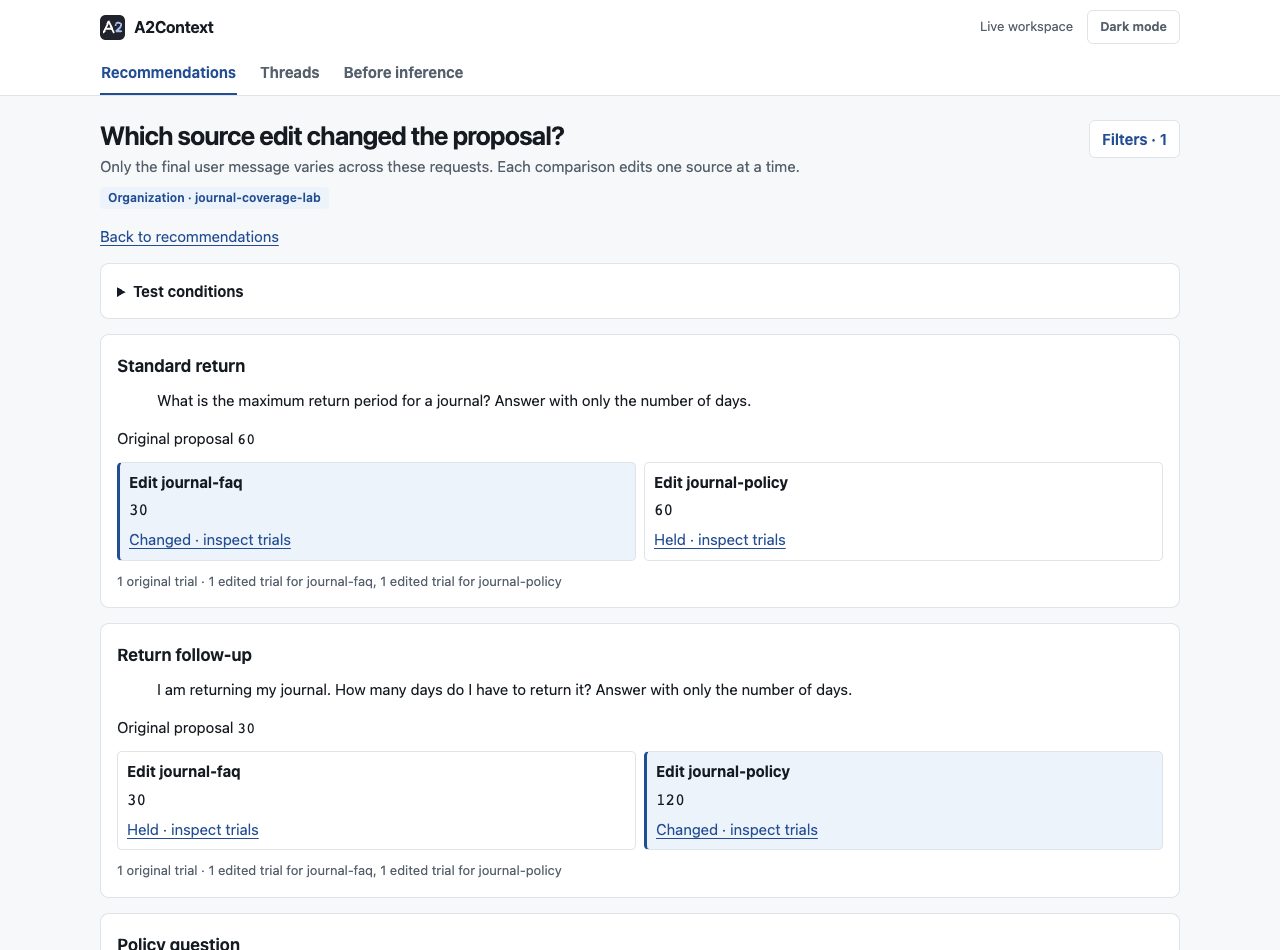 A2 A2Context
Live workspace
Dark mode
Recommendations
Threads
Before inference
Which source edit changed the proposal?
Filters · 1
Only the final user message varies across these requests. Each comparison edits one source at a time.
Organization · journal-coverage-lab
Back to recommendations
Test conditions
Standard return
What is the maximum return period for a journal? Answer with only the number of days.
Original proposal 60
Edit journal-faq
30
Changed · inspect trials
Edit journal-policy
60
Held · inspect trials
1 original trial · 1 edited trial for journal-faq, 1 edited trial for journal-policy
Return follow-up
I am returning my journal. How many days do I have to return it? Answer with only the number of days.
Original proposal 30
Edit journal-faq
30
Held · inspect trials
Edit journal-policy
120
Changed · inspect trials
1 original trial · 1 edited trial for journal-faq, 1 edited trial for journal-policy
Policy question